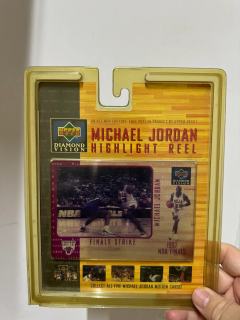 UPPER DECK
DIAMOND VISION
MICHAEL JORDAN
HIGHLIGHT REEL
NBA
MICHAEL JORDAN
FINALS STRIKE
1997
NBA FINALS
COLLECT ALL FIVE MICHAEL JORDAN MOTION CARDS!